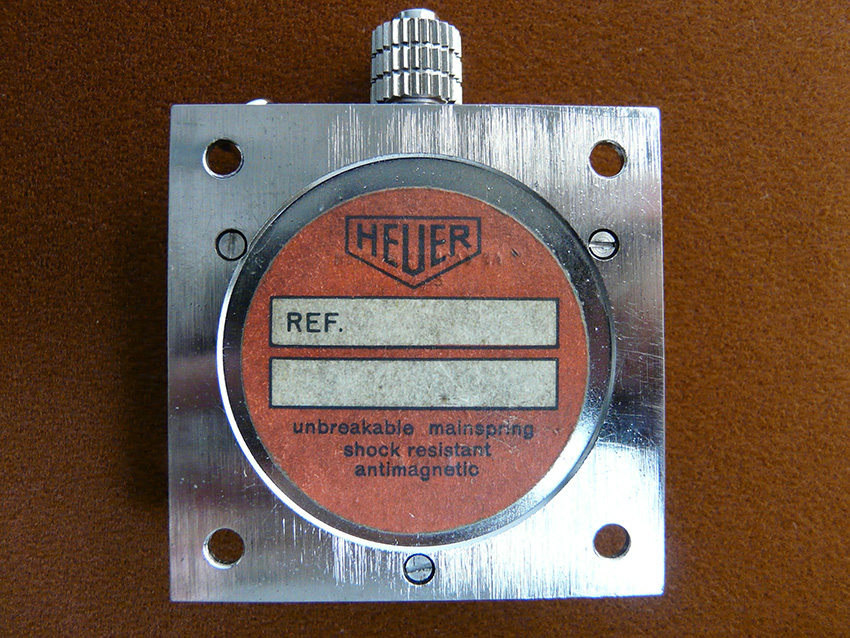 HEUER
REF.
unbreakable mainspring
shock resistant
antimagnetic